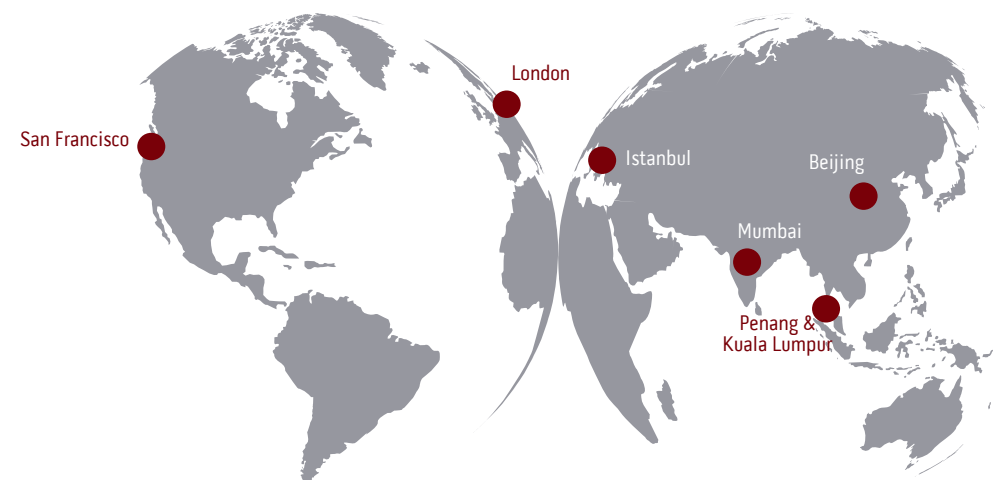 London
San Francisco
Istanbul
Beijing
Mumbai
Penang &
Kuala Lumpur